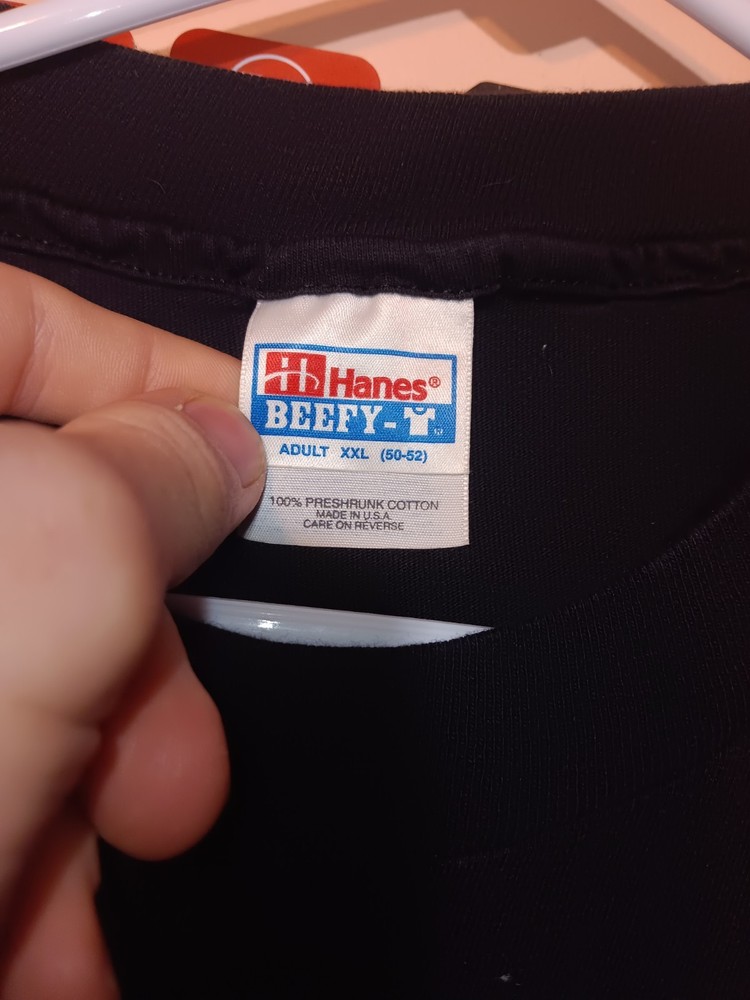 Hanes®
BEEFY-
ADULT XXL (50-52)
100% PRESHRUNK COTTON
MADE IN U.S.A.
CARE ON REVERSE